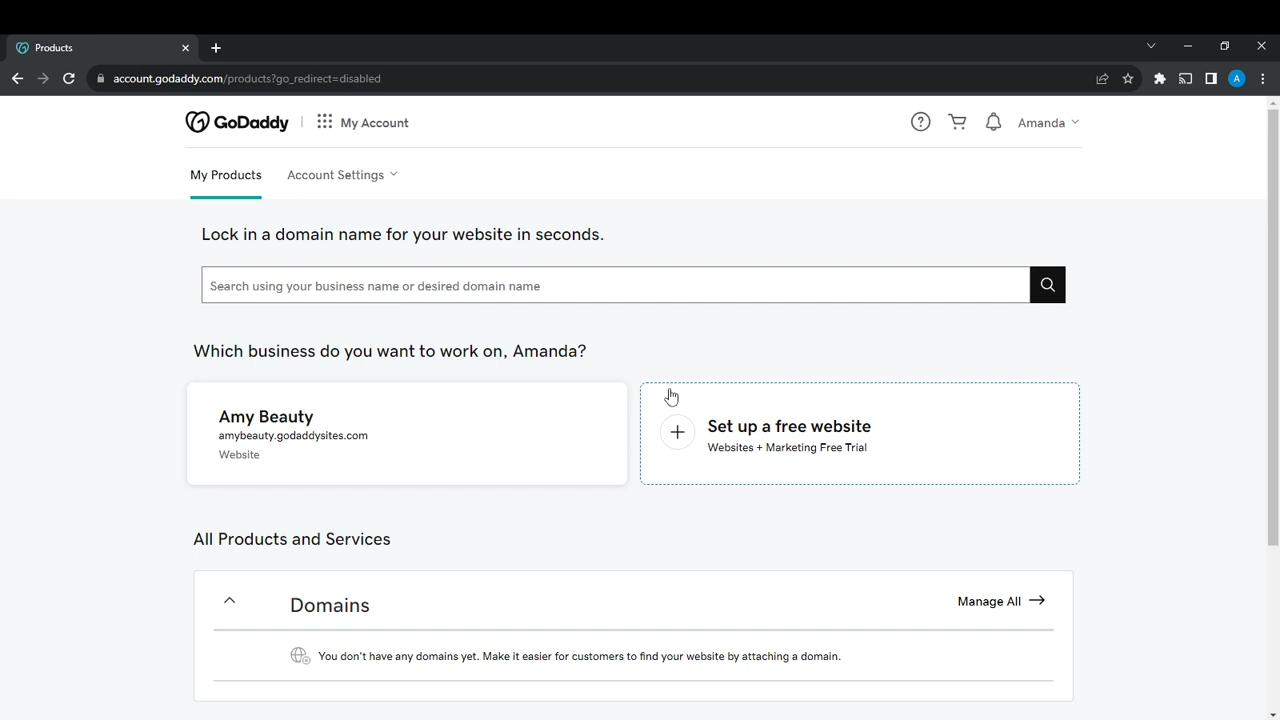 Products
account.godaddy.com/products?go_redirect=disabled
A
GoDaddy
My Account
Amanda
My Products
Account Settings
Lock in a domain name for your website in seconds.
Search using your business name or desired domain name
Which business do you want to work on, Amanda?
Amy Beauty
amybeauty.godaddysites.com
Website
Set up a free website
Websites + Marketing Free Trial
All Products and Services
Domains
Manage All
You don't have any domains yet. Make it easier for customers to find your website by attaching a domain.